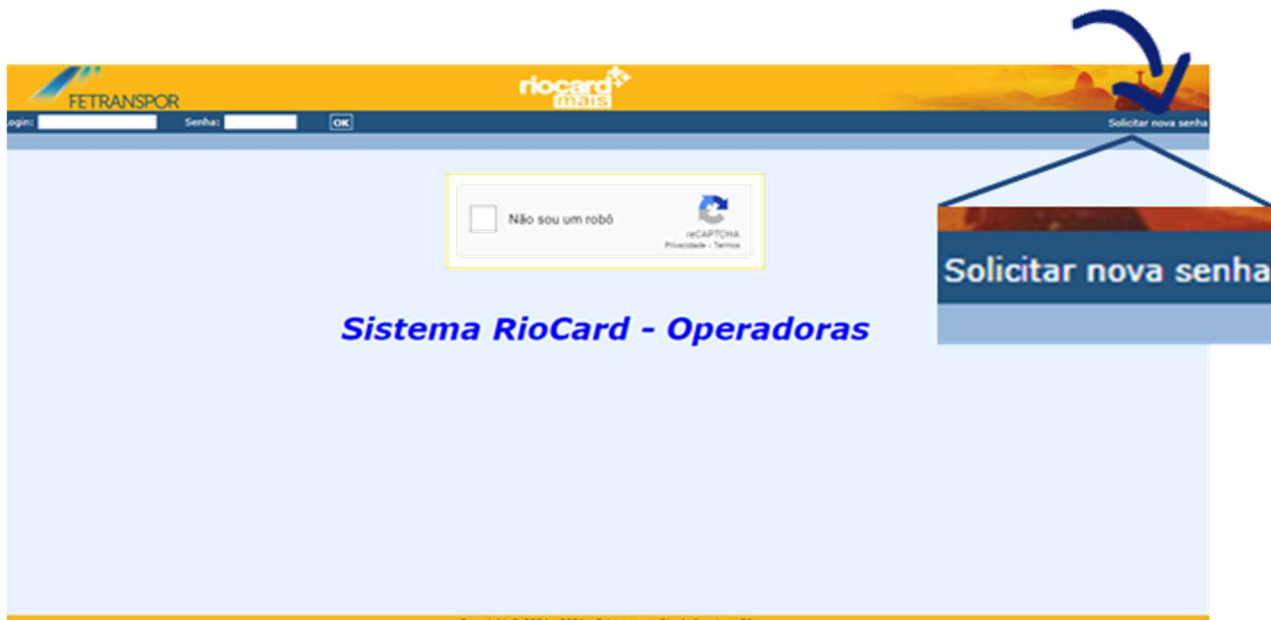 FETRANSPOR
riocard
mais
Login: Senha: OK Solicitar nova senha
Não sou um robô
reCAPTCHA
Privacidade - Termos
Solicitar nova senha
Sistema RioCard - Operadoras